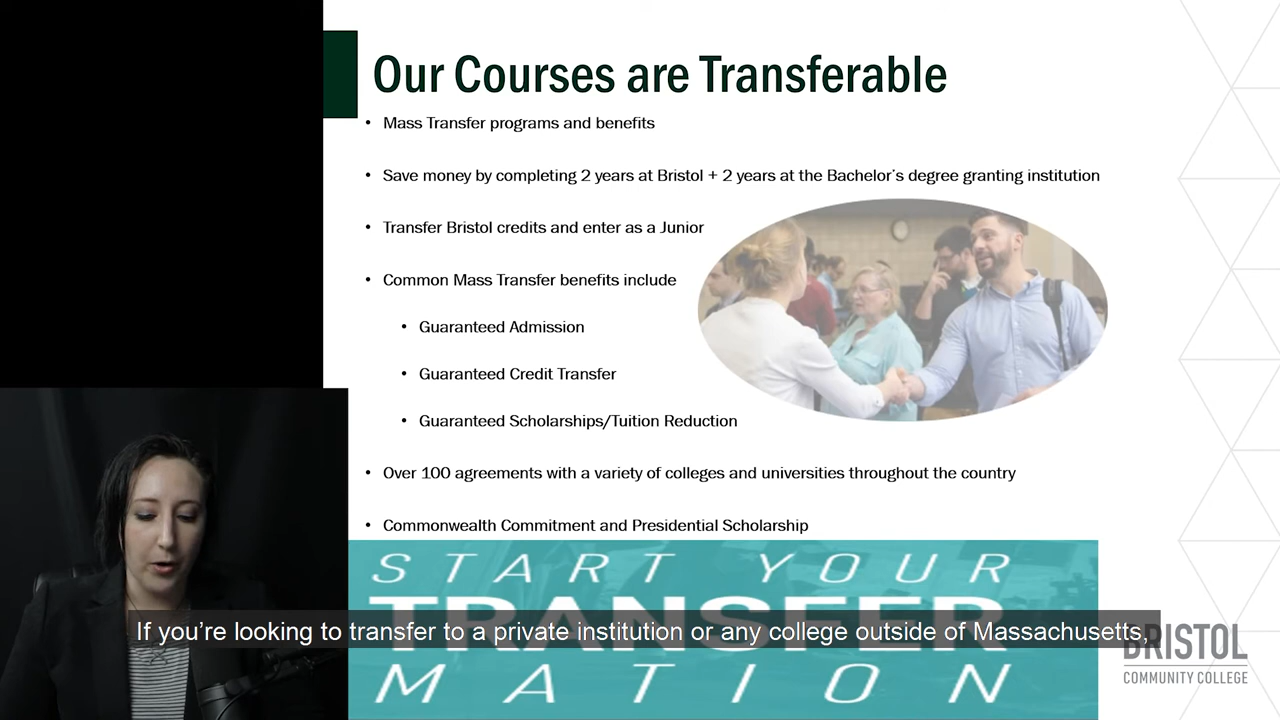 Our Courses are Transferable
• Mass Transfer programs and benefits
• Save money by completing 2 years at Bristol + 2 years at the Bachelor's degree granting institution
• Transfer Bristol credits and enter as a Junior
• Common Mass Transfer benefits include
• Guaranteed Admission
• Guaranteed Credit Transfer
• Guaranteed Scholarships/Tuition Reduction
• Over 100 agreements with a variety of colleges and universities throughout the country
• Commonwealth Commitment and Presidential Scholarship
START YOUR
TRANSFER
MATION
If you're looking to transfer to a private institution or any college outside of Massachusetts,
BRISTOL
COMMUNITY COLLEGE